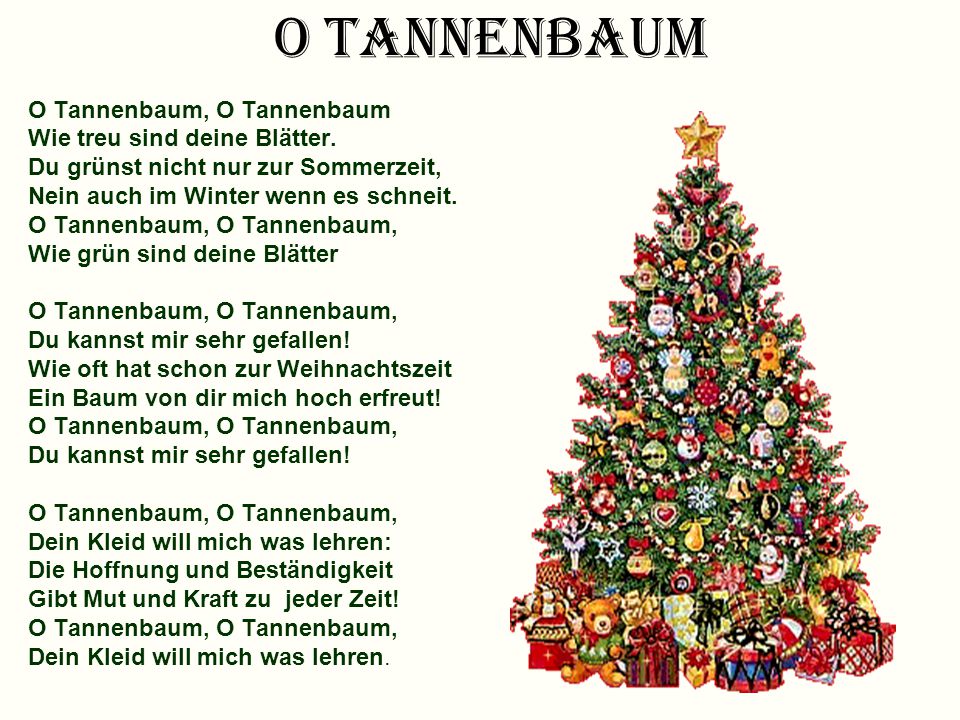 O TANNENBAUM
O Tannenbaum, O Tannenbaum
Wie treu sind deine Blätter.
Du grünst nicht nur zur Sommerzeit,
Nein auch im Winter wenn es schneit.
O Tannenbaum, O Tannenbaum,
Wie grün sind deine Blätter
O Tannenbaum, O Tannenbaum,
Du kannst mir sehr gefallen!
Wie oft hat schon zur Weihnachtszeit
Ein Baum von dir mich hoch erfreut!
O Tannenbaum, O Tannenbaum,
Du kannst mir sehr gefallen!
O Tannenbaum, O Tannenbaum,
Dein Kleid will mich was lehren:
Die Hoffnung und Beständigkeit
Gibt Mut und Kraft zu jeder Zeit!
O Tannenbaum, O Tannenbaum,
Dein Kleid will mich was lehren.